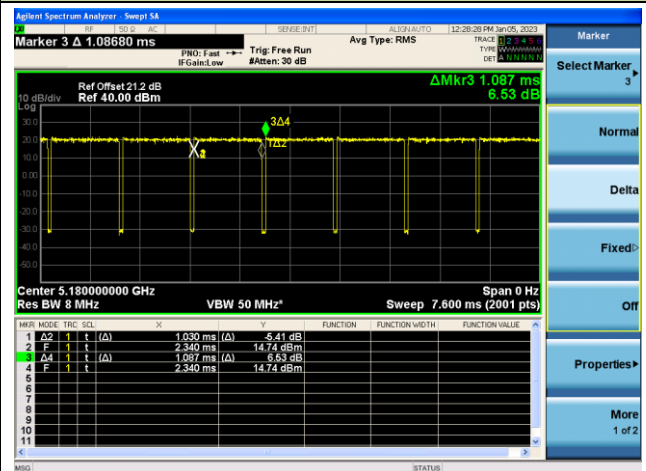 Agilent Spectrum Analyzer - Swept SA
RF 50 Ω AC SENSE:INT ALIGN AUTO 12:28:28 PM Jan 05, 2023
Marker 3 Δ 1.08680 ms
PNO: Fast
IFGain:Low
Trig: Free Run
#Atten: 30 dB
Avg Type: RMS
TRACE 1 2 3 4 5 6
TYPE
DET A N N N N N
10 dB/div
Log
Ref Offset 21.2 dB
Ref 40.00 dBm
ΔMkr3 1.087 ms
6.53 dB
30.0
20.0
10.0
0.00
-10.0
-20.0
-30.0
-40.0
-50.0
3Δ4
1Δ2
Center 5.180000000 GHz
Span 0 Hz
Res BW 8 MHz
VBW 50 MHz*
Sweep 7.600 ms (2001 pts)
MKR MODE TRC SCL X Y FUNCTION FUNCTION WIDTH FUNCTION VALUE
1 Δ2 1 t (Δ) 1.030 ms (Δ) -5.41 dB
2 F 1 t 2.340 ms 14.74 dBm
3 Δ4 1 t (Δ) 1.087 ms (Δ) 6.53 dB
4 F 1 t 2.340 ms 14.74 dBm
5
6
7
8
9
10
11
MSG
STATUS
Marker
Select Marker
3
Normal
Delta
Fixed
Off
Properties
More
1 of 2